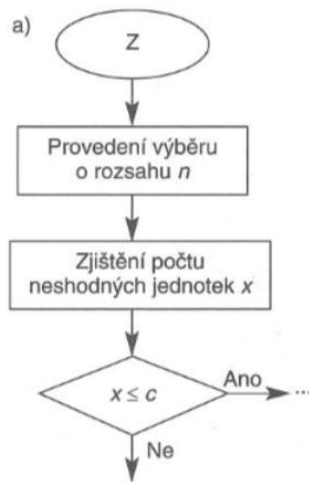 a)
Z
Provedení výběru
o rozsahu n
Zjištění počtu
neshodných jednotek x
x ≤ c
Ano
...
Ne